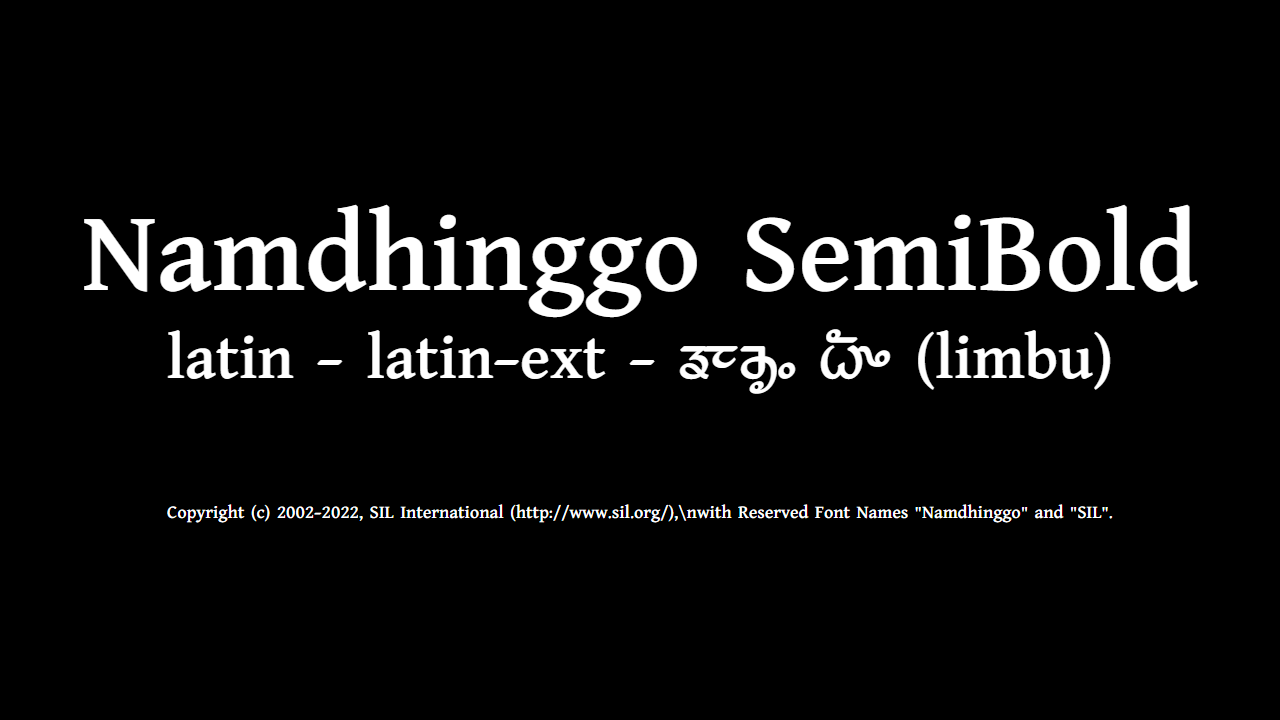 Namdhinggo SemiBold
latin - latin-ext - ᤕᤰᤌᤢᤱ ᤐᤠᤴ (limbu)
Copyright (c) 2002-2022, SIL International (http://www.sil.org/),\nwith Reserved Font Names "Namdhinggo" and "SIL".